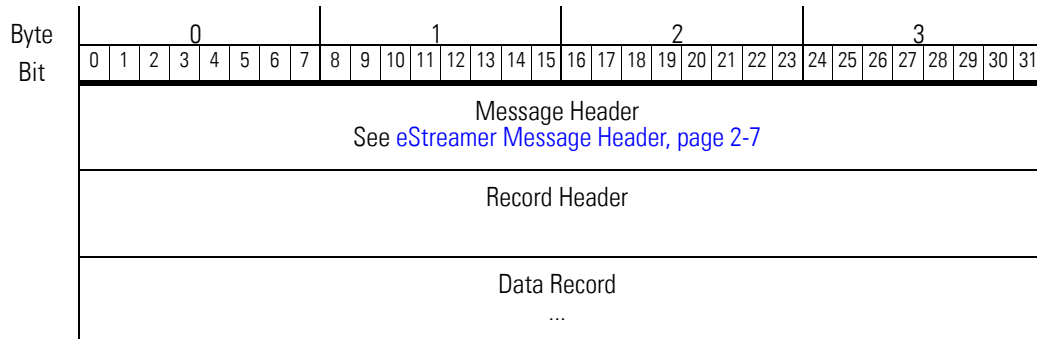 Byte 0 1 2 3
Bit 0 1 2 3 4 5 6 7 8 9 10 11 12 13 14 15 16 17 18 19 20 21 22 23 24 25 26 27 28 29 30 31
Message Header
See eStreamer Message Header, page 2-7
Record Header
Data Record
...